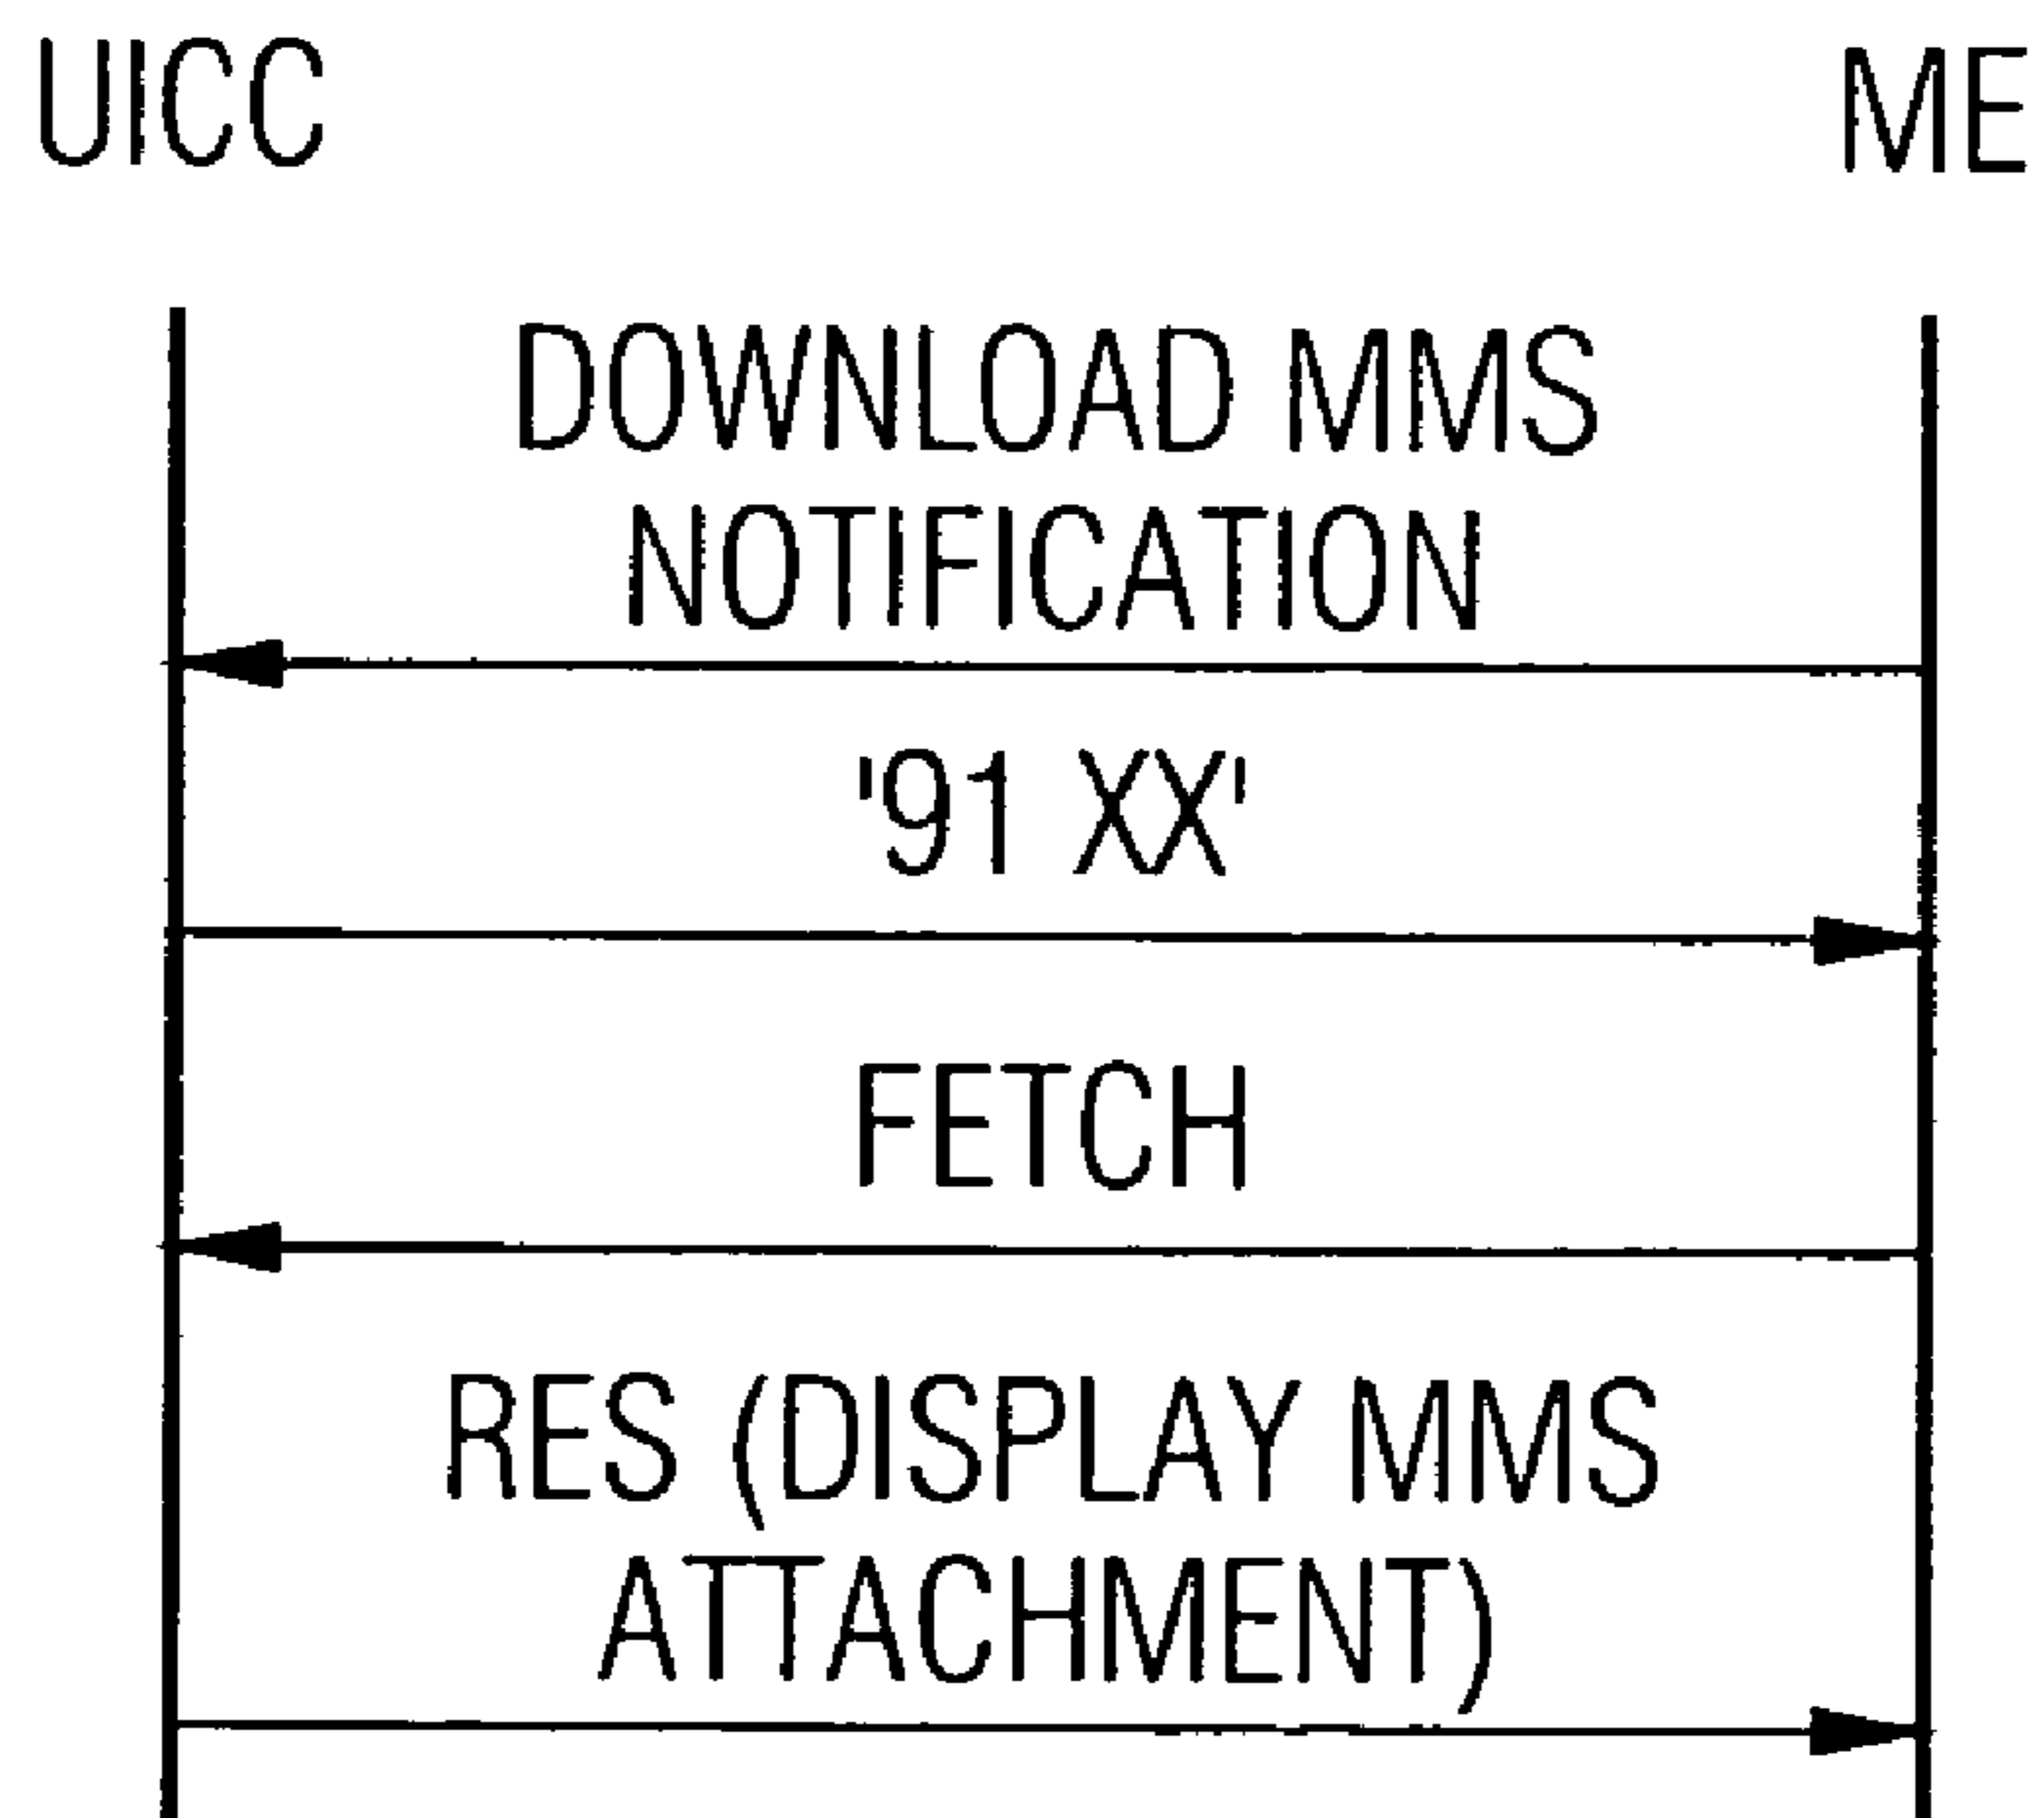 UICC ME
DOWNLOAD MMS
NOTIFICATION
'91 XX'
FETCH
RES (DISPLAY MMS
ATTACHMENT)